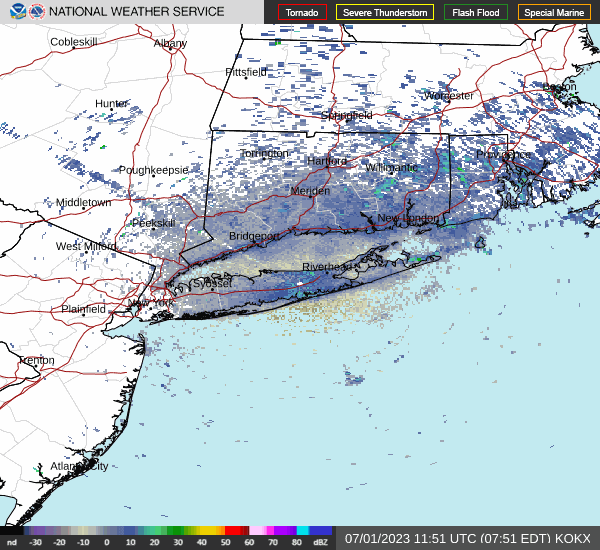 NATIONAL WEATHER SERVICE
Tornado
Severe Thunderstorm
Flash Flood
Special Marine
Cobleskill
Albany
Pittsfield
Boston
Worcester
Hunter
Springfield
Torrington
Providence
Hartford
Willimantic
Poughkeepsie
Meriden
Middletown
New London
Peekskill
Bridgeport
West Milford
Riverhead
Syosset
New York
Plainfield
Trenton
Atlantic City
nd -30 -20 -10 0 10 20 30 40 50 60 70 80 dBZ
07/01/2023 11:51 UTC (07:51 EDT) KOKX